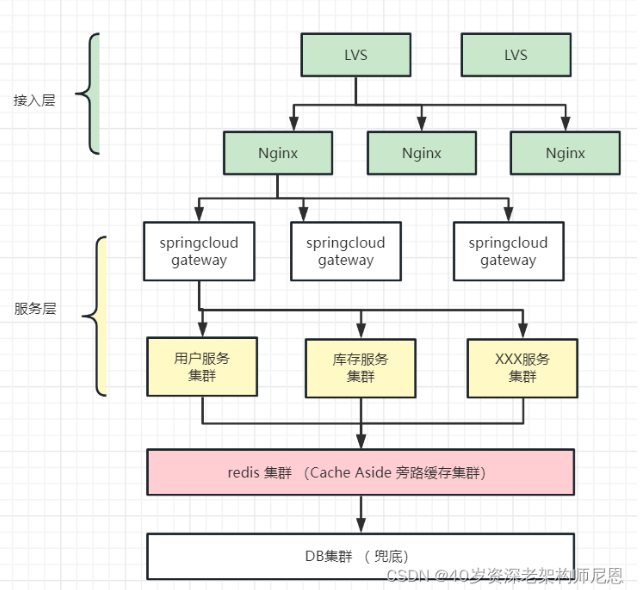 LVS
LVS
接入层
Nginx
Nginx
Nginx
springcloud
gateway
springcloud
gateway
springcloud
gateway
服务层
用户服务
集群
库存服务
集群
XXX服务
集群
redis 集群 （Cache Aside 旁路缓存集群）
DB集群 （ 兜底）
CSDN @40岁资深老架构师尼恩